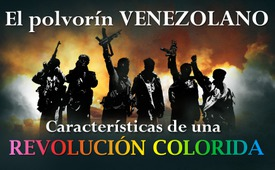 El polvorín VENEZOLANO
Características de una
REVOLUCIÓN COLORIDA